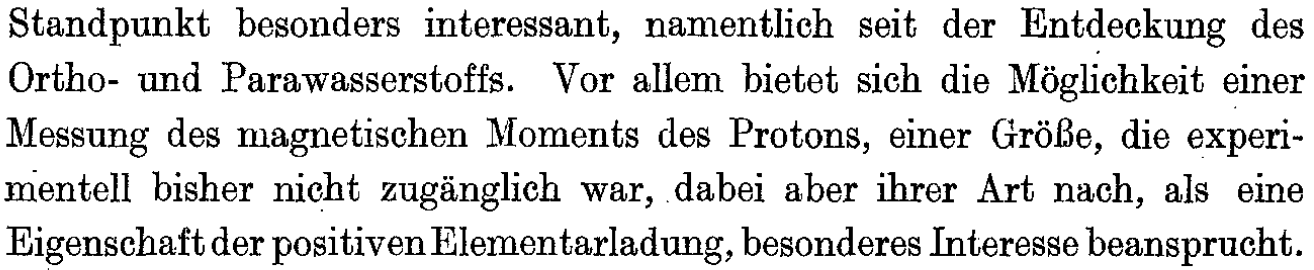 Standpunkt besonders interessant, namentlich seit der Entdeckung des
Ortho- und Parawasserstoffs. Vor allem bietet sich die Möglichkeit einer
Messung des magnetischen Moments des Protons, einer Größe, die experi-
mentell bisher nicht zugänglich war, dabei aber ihrer Art nach, als eine
Eigenschaft der positiven Elementarladung, besonderes Interesse beansprucht.